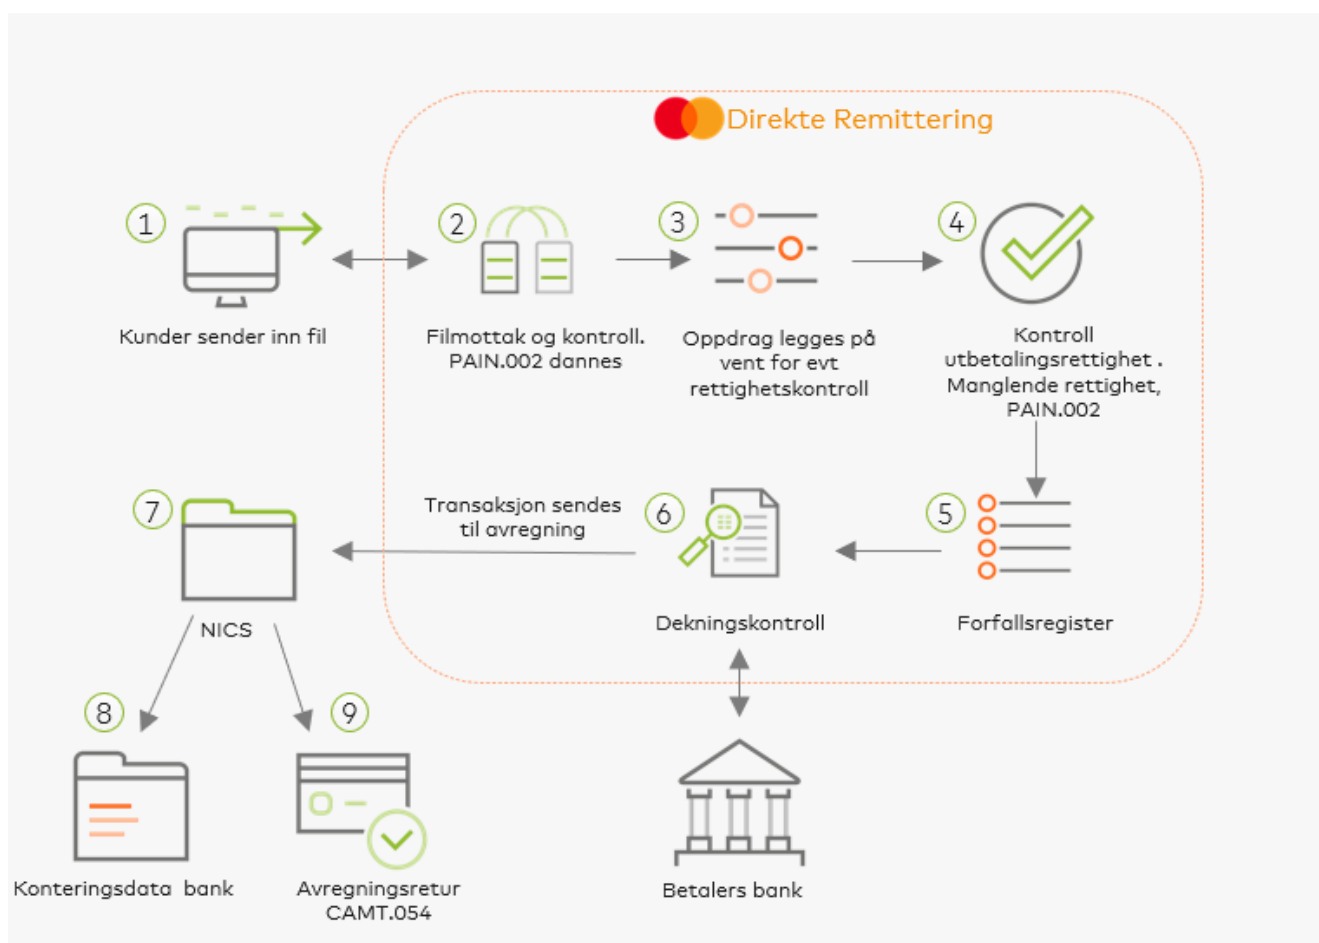 Direkte Remittering
1
2
3
4
Kunder sender inn fil
Filmottak og kontroll.
PAIN.002 dannes
Oppdrag legges på
vent for evt
rettighetskontroll
Kontroll
utbetalingsrettighet .
Manglende rettighet,
PAIN.002
7
Transaksjon sendes
til avregning
6
5
NICS
Dekningskontroll
Forfallsregister
8
9
Konteringsdata bank
Avregningsretur
CAMT.054
Betalers bank